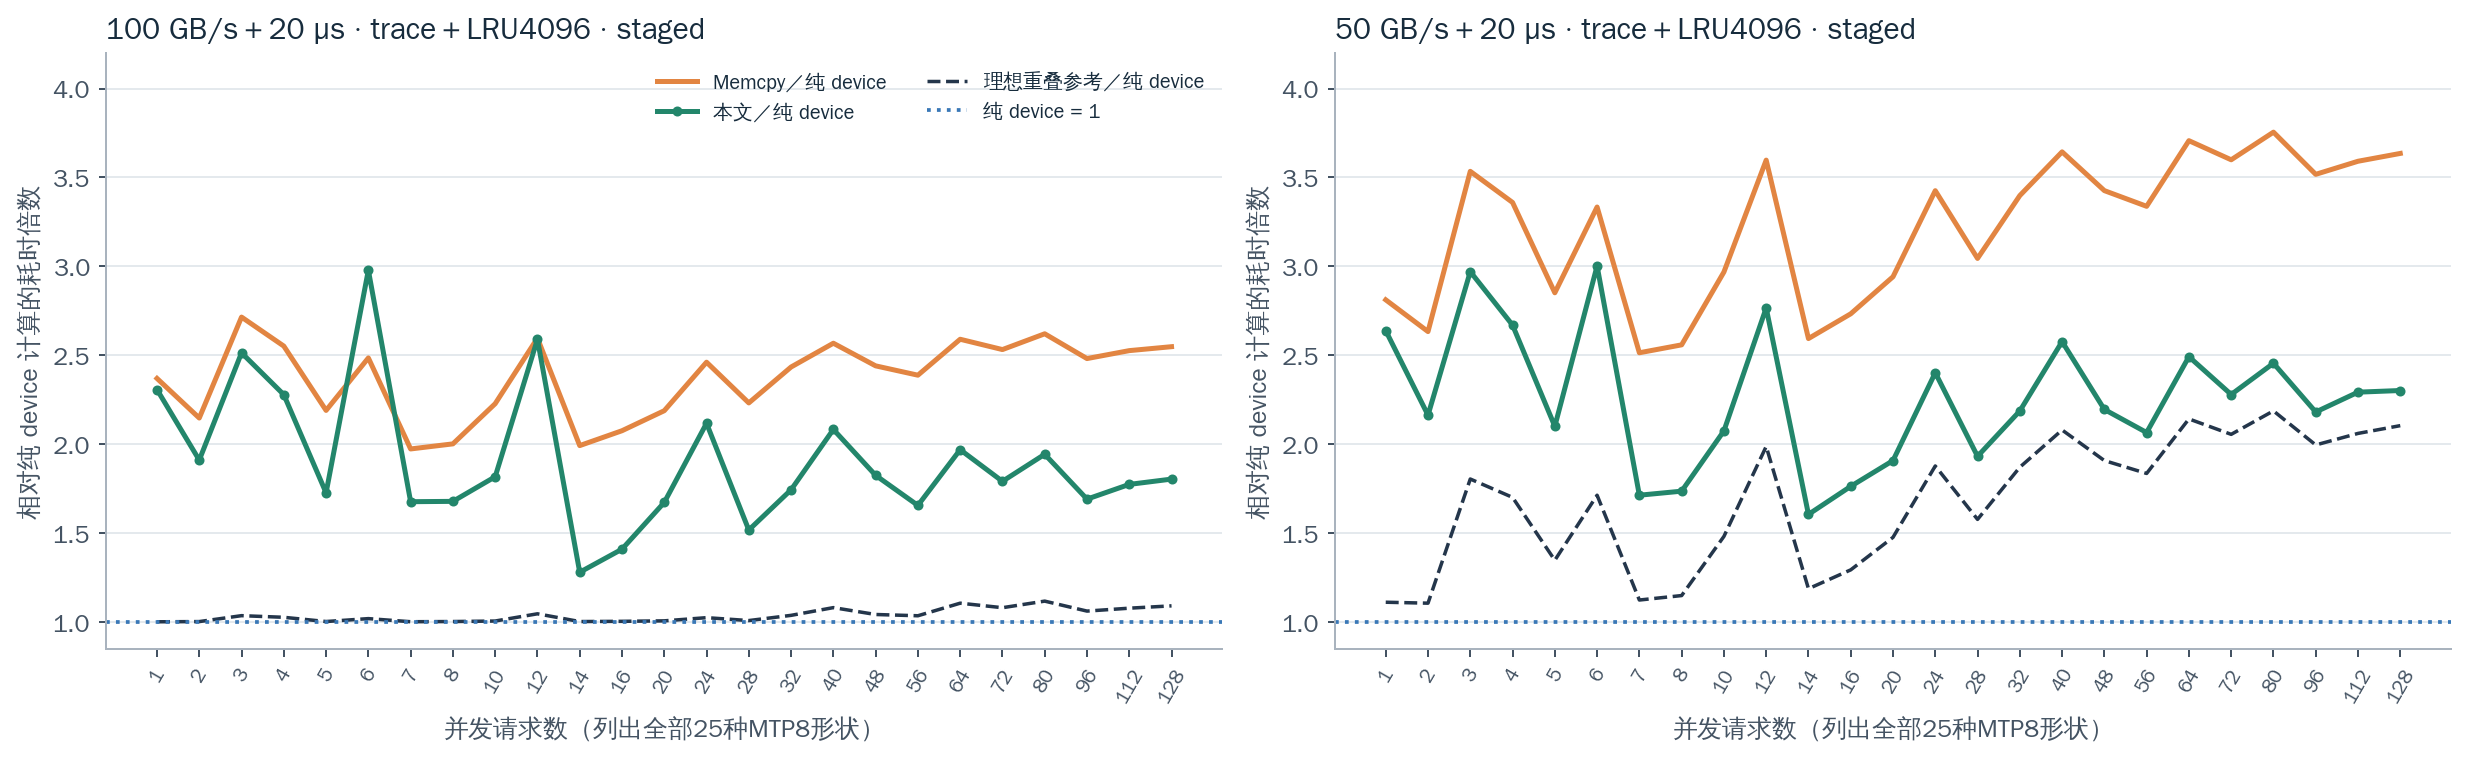 100 GB/s + 20 μs · trace + LRU4096 · staged
Memcpy／纯 device
本文／纯 device
理想重叠参考／纯 device
纯 device = 1
相对纯 device 计算的耗时倍数
4.0
3.5
3.0
2.5
2.0
1.5
1.0
1 2 3 4 5 6 7 8 10 12 14 16 20 24 28 32 40 48 56 64 72 80 96 112 128
并发请求数（列出全部25种MTP8形状）
50 GB/s + 20 μs · trace + LRU4096 · staged
相对纯 device 计算的耗时倍数
4.0
3.5
3.0
2.5
2.0
1.5
1.0
1 2 3 4 5 6 7 8 10 12 14 16 20 24 28 32 40 48 56 64 72 80 96 112 128
并发请求数（列出全部25种MTP8形状）